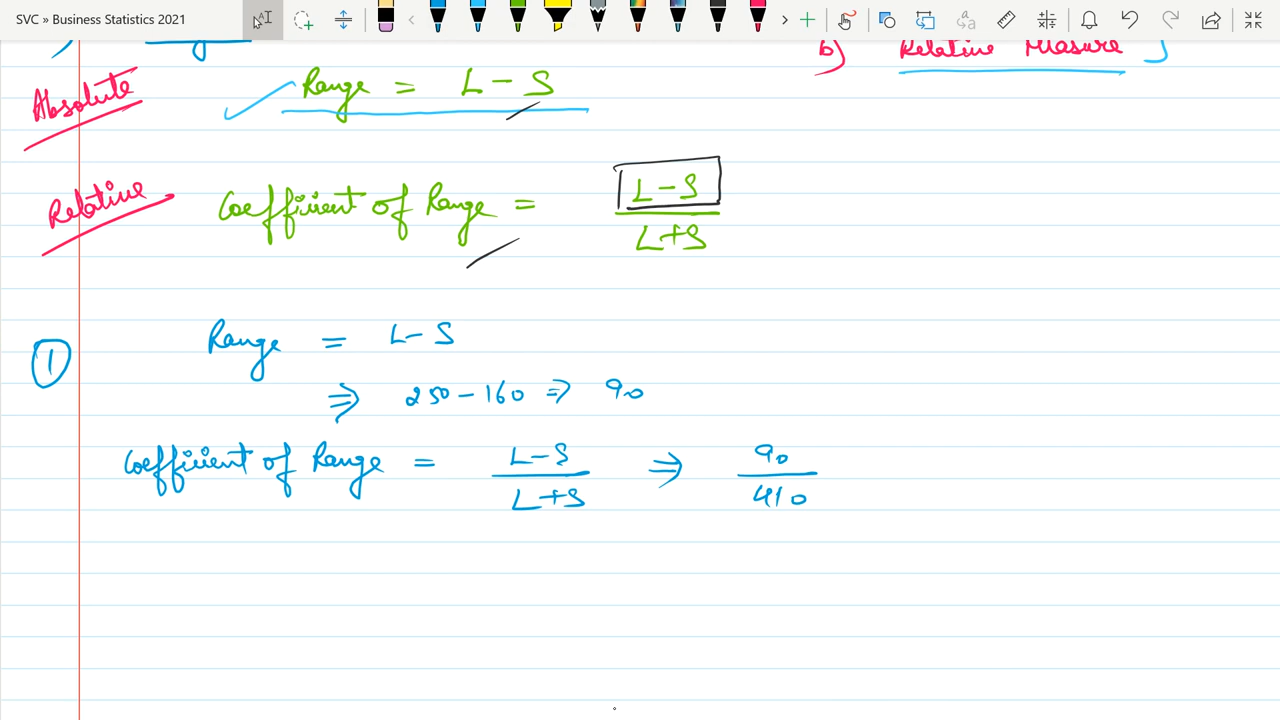 SVC » Business Statistics 2021
b) Relative Measure
Absolute Range = L - S
Relative Coefficient of Range = L - S / L + S
1 Range = L - S
⇒ 250 - 160 ⇒ 90
Coefficient of Range = L - S / L + S ⇒ 90 / 410